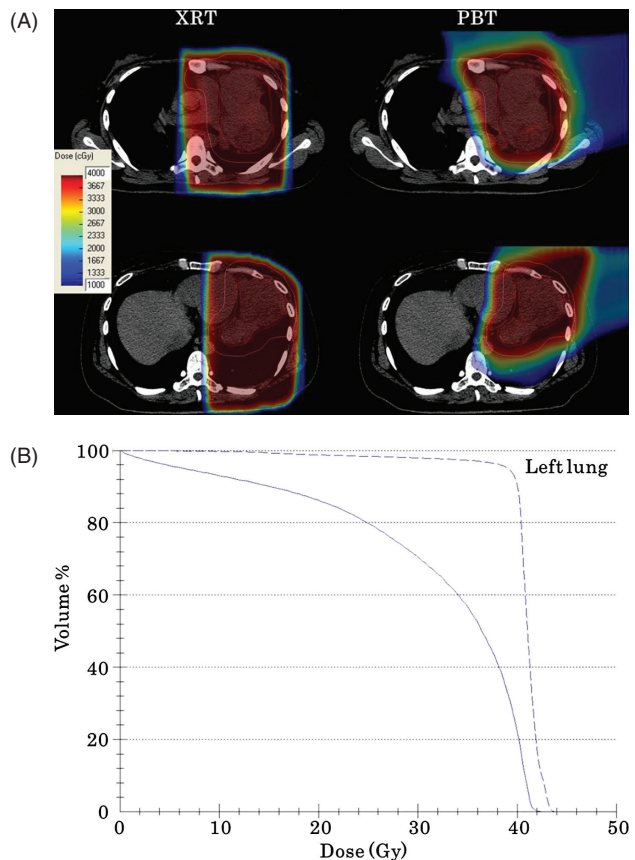 (A)
XRT
PBT
Dose (cGy)
4000
3667
3333
3000
2667
2333
2000
1667
1333
1000
(B)
100
80
60
40
20
0
Volume %
Left lung
0
10
20
30
40
50
Dose (Gy)